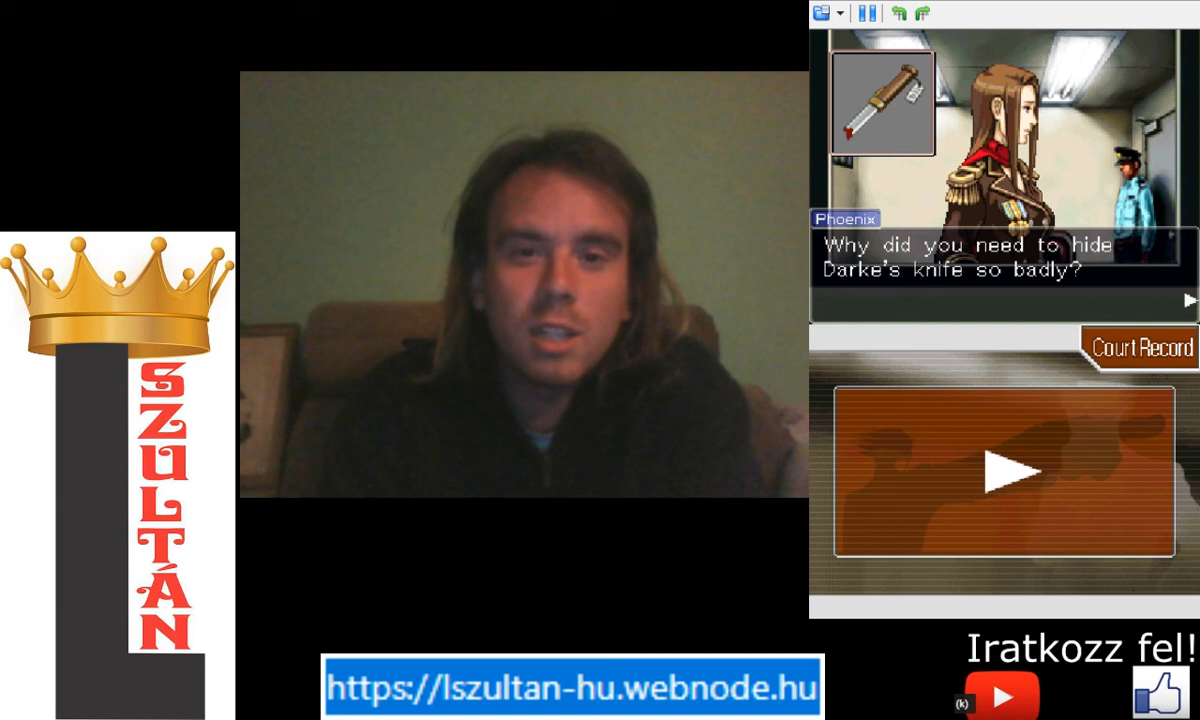 Phoenix
Why did you need to hide
Darke's knife so badly?
Court Record
L
SZULTÁN
https://lszultan-hu.webnode.hu
Iratkozz fel!
(k)